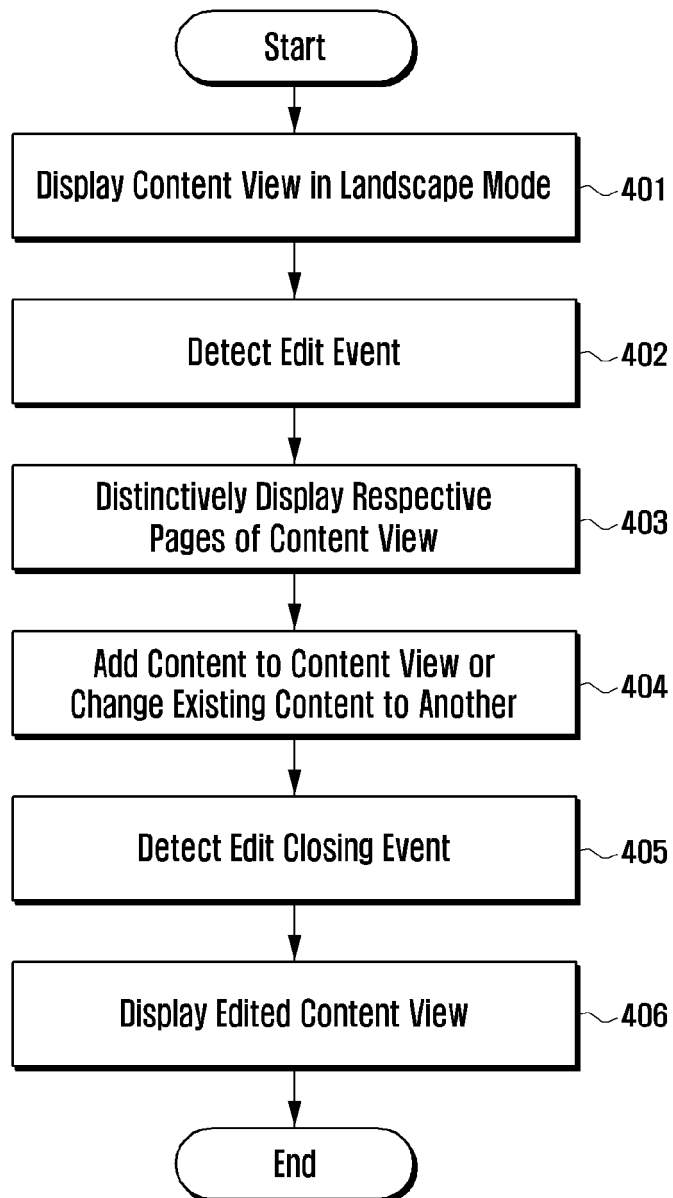 Start
Display Content View in Landscape Mode
401
Detect Edit Event
402
Distinctively Display Respective
Pages of Content View
403
Add Content to Content View or
Change Existing Content to Another
404
Detect Edit Closing Event
405
Display Edited Content View
406
End